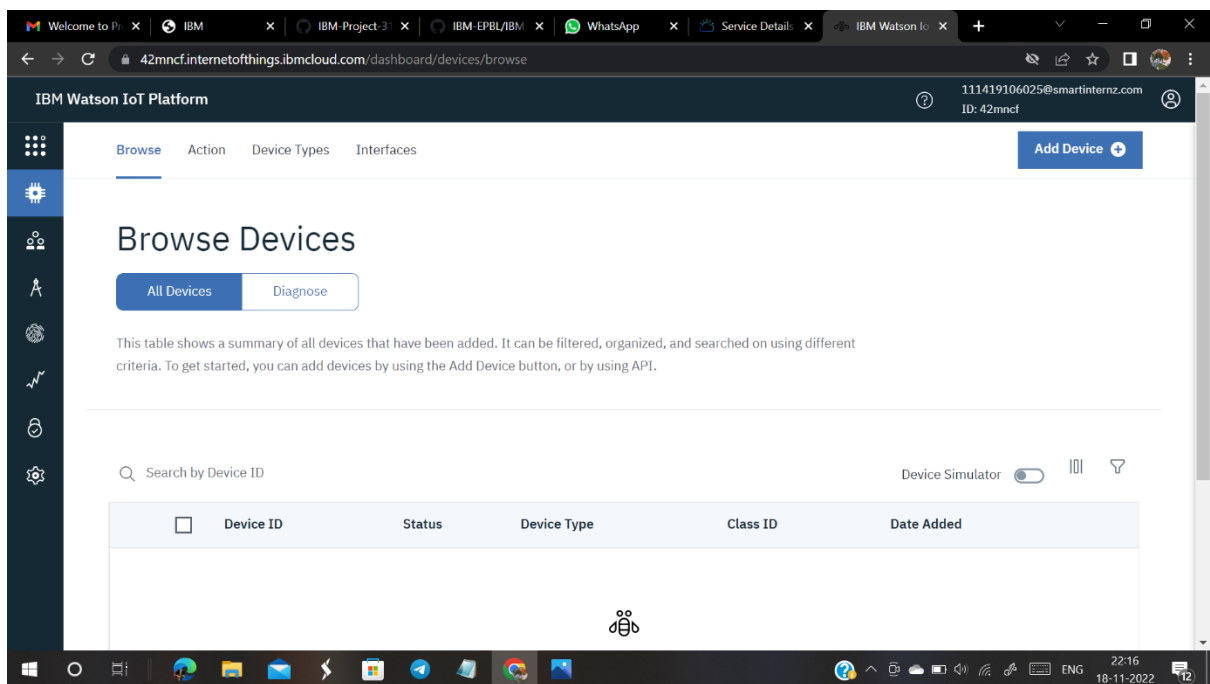 Welcome to Pr
IBM
IBM-Project-31
IBM-EPBL/IBM
WhatsApp
Service Details
IBM Watson Io
42mncf.internetofthings.ibmcloud.com/dashboard/devices/browse
IBM Watson IoT Platform
111419106025@smartinternz.com
ID: 42mncf
Browse Action Device Types Interfaces
Add Device
Browse Devices
All Devices Diagnose
This table shows a summary of all devices that have been added. It can be filtered, organized, and searched on using different
criteria. To get started, you can add devices by using the Add Device button, or by using API.
Search by Device ID
Device Simulator
Device ID Status Device Type Class ID Date Added
ENG
22:16
18-11-2022
12